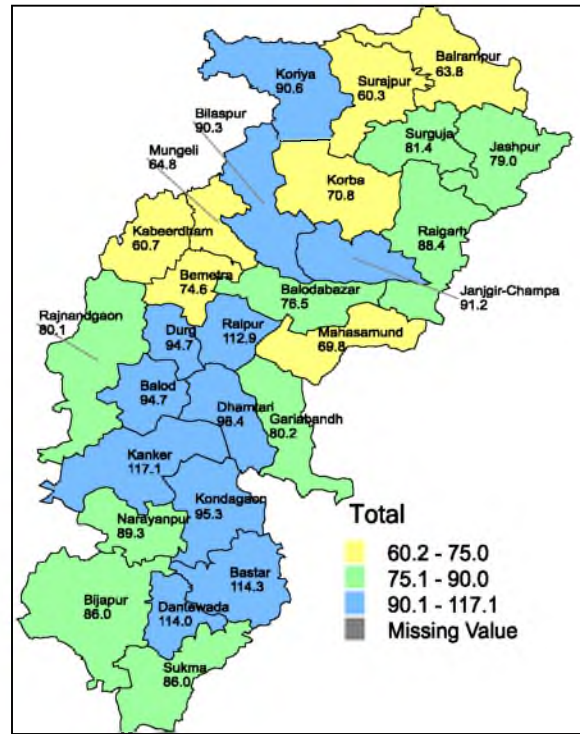 Balrampur
63.8
Koriya
90.6
Surajpur
60.3
Bilaspur
90.3
Surguja
81.4
Jashpur
79.0
Mungeli
64.8
Korba
70.8
Kabeerdham
60.7
Raigarh
88.4
Bemetra
74.6
Balodabazar
76.5
Janjgir-Champa
91.2
Rajnandgaon
80.1
Durg
94.7
Raipur
112.9
Mahasamund
69.8
Balod
94.7
Dhamtari
98.4
Gariabandh
80.2
Kanker
117.1
Kondagaon
95.3
Narayanpur
89.3
Bastar
114.3
Bijapur
86.0
Dantewada
114.0
Sukma
86.0
Total
60.2 - 75.0
75.1 - 90.0
90.1 - 117.1
Missing Value